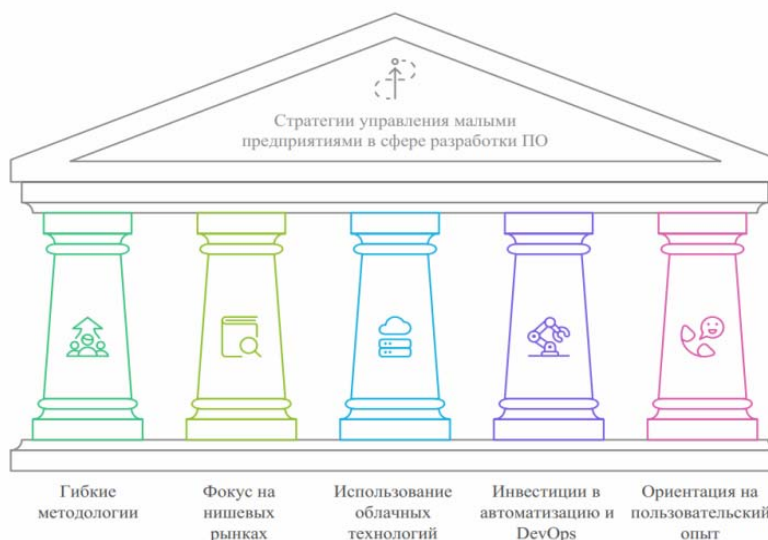 Стратегии управления малыми
предприятиями в сфере разработки ПО
Гибкие
методологии
Фокус на
нишевых
рынках
Использование
облачных
технологий
Инвестиции в
автоматизацию и
DevOps
Ориентация на
пользовательский
опыт